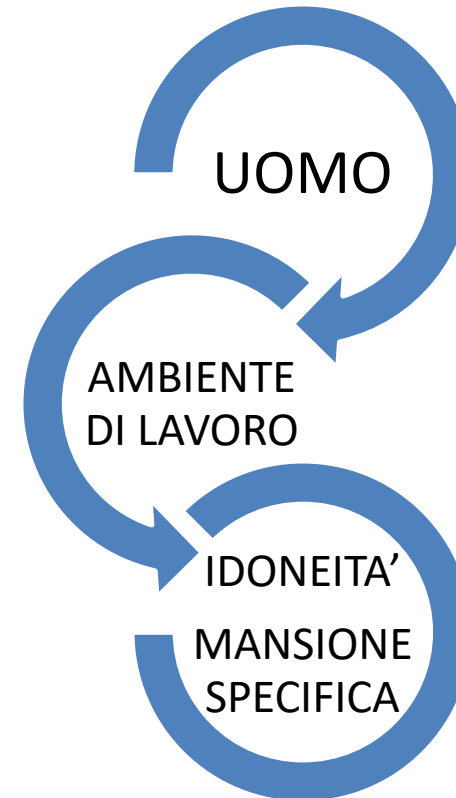 UOMO
AMBIENTE
DI LAVORO
IDONEITA’
MANSIONE
SPECIFICA